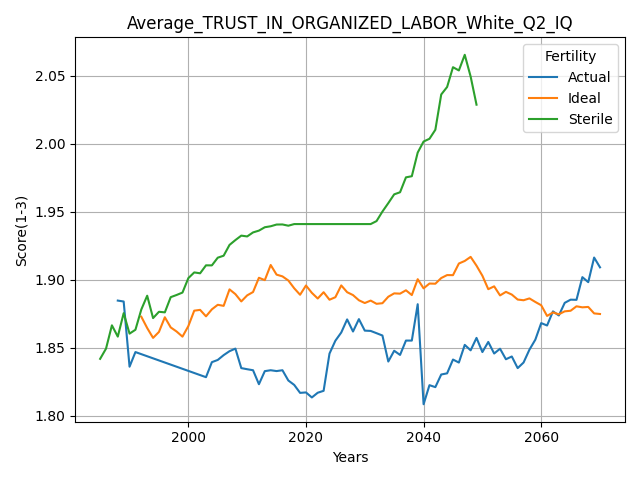 Average_TRUST_IN_ORGANIZED_LABOR_White_Q2_IQ
Fertility
Actual
Ideal
Sterile
Score(1-3)
2.05
2.00
1.95
1.90
1.85
1.80
2000 2020 2040 2060
Years